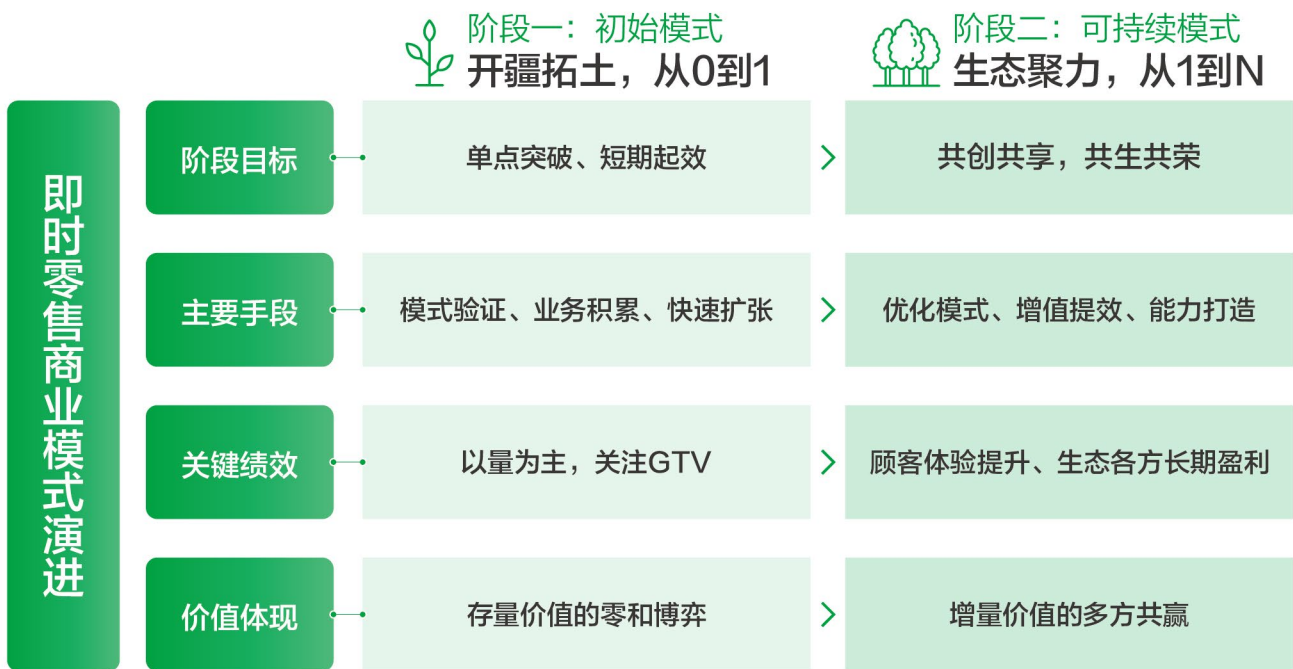 阶段一：初始模式
开疆拓土，从0到1
阶段二：可持续模式
生态聚力，从1到N
即时零售商业模式演进
阶段目标
单点突破、短期起效
共创共享，共生共荣
主要手段
模式验证、业务积累、快速扩张
优化模式、增值提效、能力打造
关键绩效
以量为主，关注GTV
顾客体验提升、生态各方长期盈利
价值体现
存量价值的零和博弈
增量价值的多方共赢